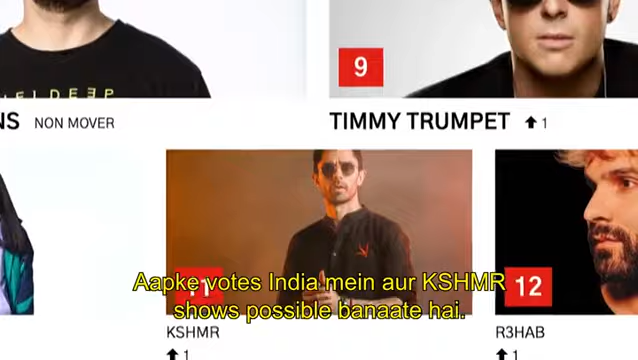 9
NS NON MOVER
TIMMY TRUMPET 1
Aapke votes India mein aur KSHMR
11
12
shows possible banaate hai.
KSHMR
R3HAB
1
1